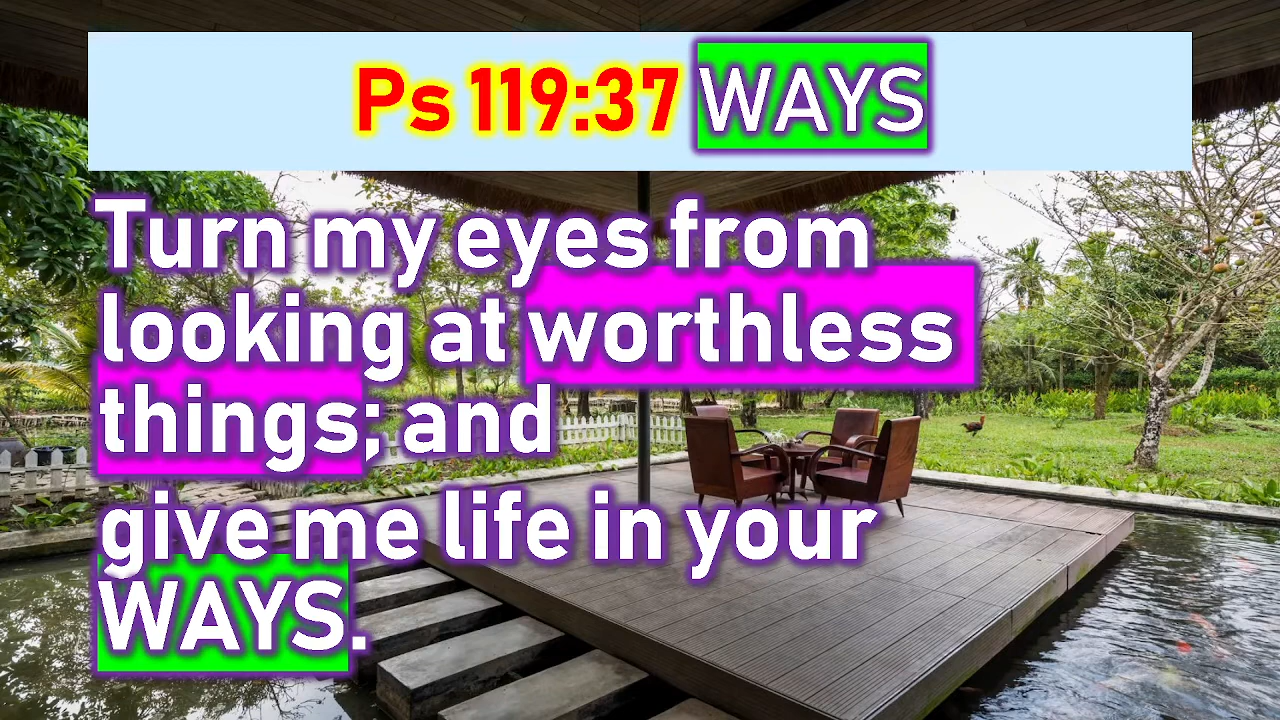 Ps 119:37 WAYS
Turn my eyes from
looking at worthless
things; and
give me life in your
WAYS.